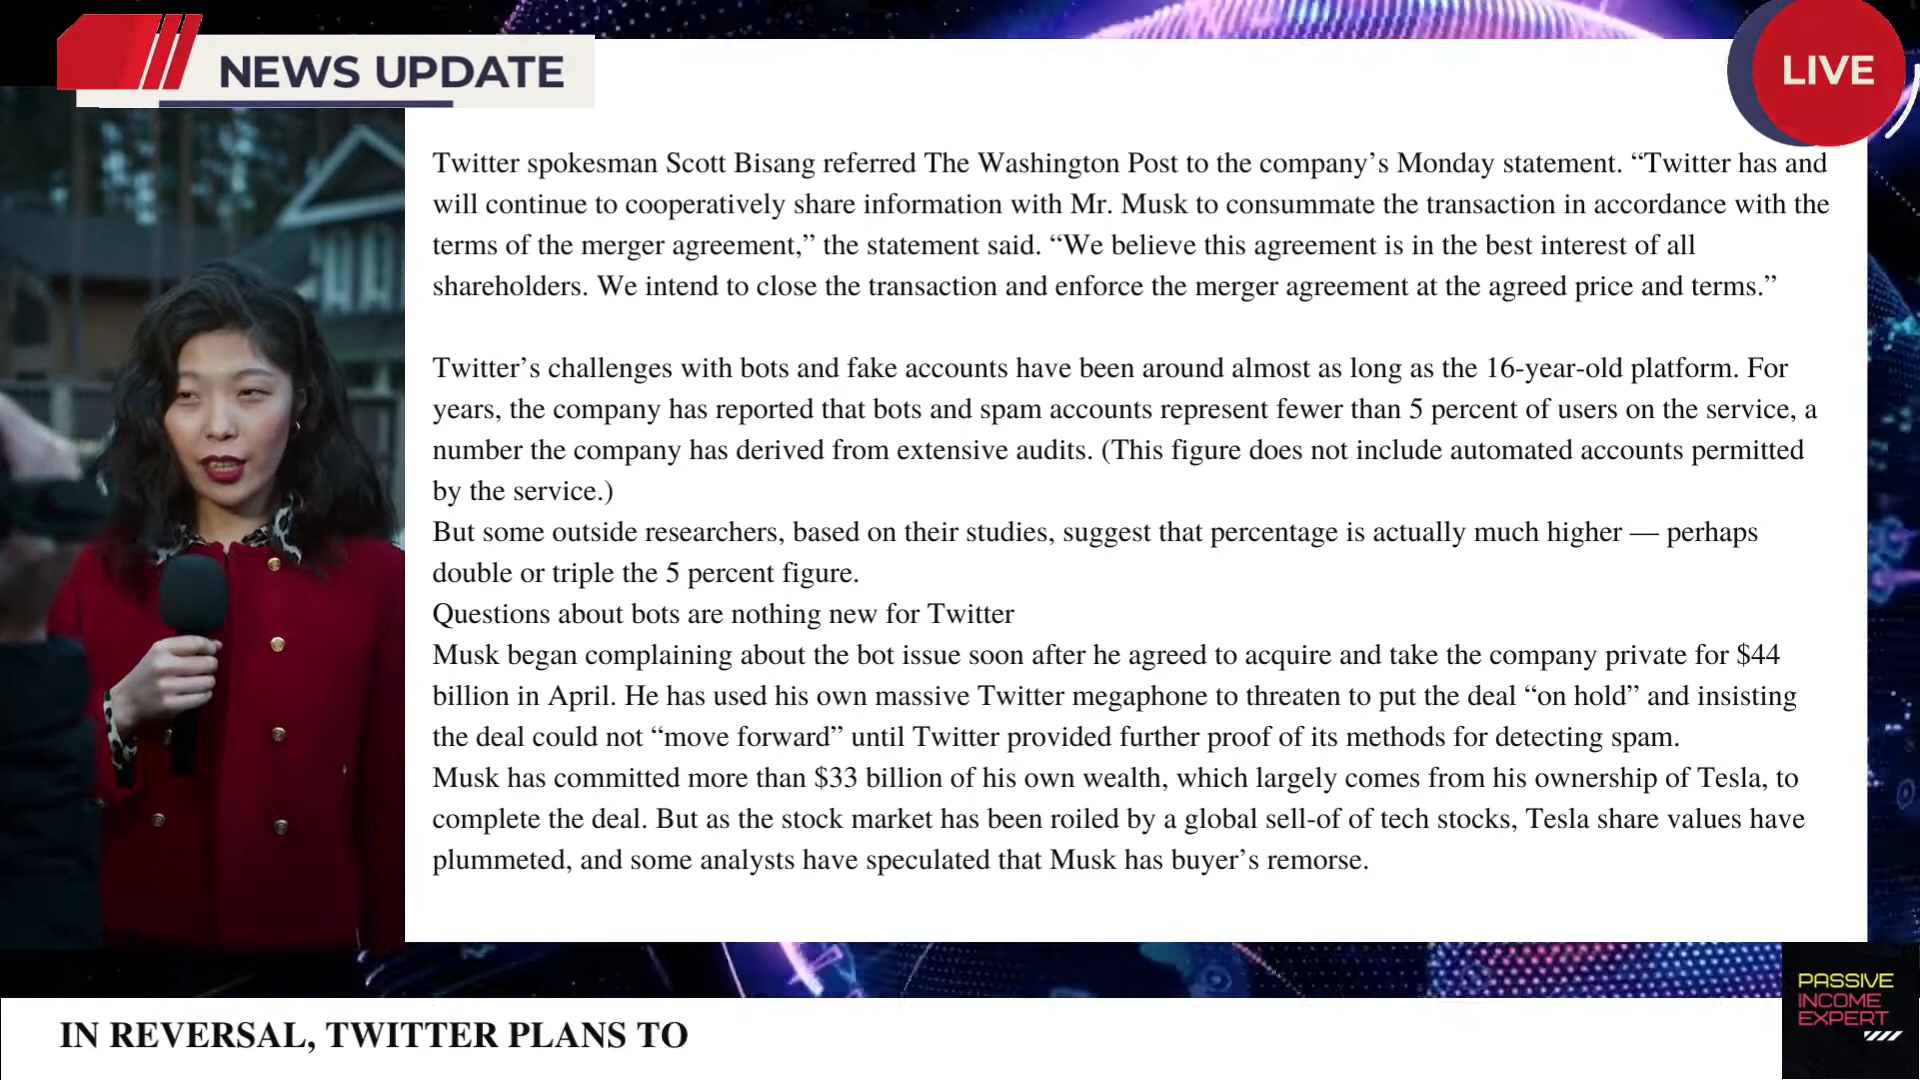 NEWS UPDATE
LIVE
Twitter spokesman Scott Bisang referred The Washington Post to the company’s Monday statement. “Twitter has and
will continue to cooperatively share information with Mr. Musk to consummate the transaction in accordance with the
terms of the merger agreement,” the statement said. “We believe this agreement is in the best interest of all
shareholders. We intend to close the transaction and enforce the merger agreement at the agreed price and terms.”
Twitter’s challenges with bots and fake accounts have been around almost as long as the 16-year-old platform. For
years, the company has reported that bots and spam accounts represent fewer than 5 percent of users on the service, a
number the company has derived from extensive audits. (This figure does not include automated accounts permitted
by the service.)
But some outside researchers, based on their studies, suggest that percentage is actually much higher — perhaps
double or triple the 5 percent figure.
Questions about bots are nothing new for Twitter
Musk began complaining about the bot issue soon after he agreed to acquire and take the company private for $44
billion in April. He has used his own massive Twitter megaphone to threaten to put the deal “on hold” and insisting
the deal could not “move forward” until Twitter provided further proof of its methods for detecting spam.
Musk has committed more than $33 billion of his own wealth, which largely comes from his ownership of Tesla, to
complete the deal. But as the stock market has been roiled by a global sell-of of tech stocks, Tesla share values have
plummeted, and some analysts have speculated that Musk has buyer’s remorse.
PASSIVE
INCOME
EXPERT
IN REVERSAL, TWITTER PLANS TO